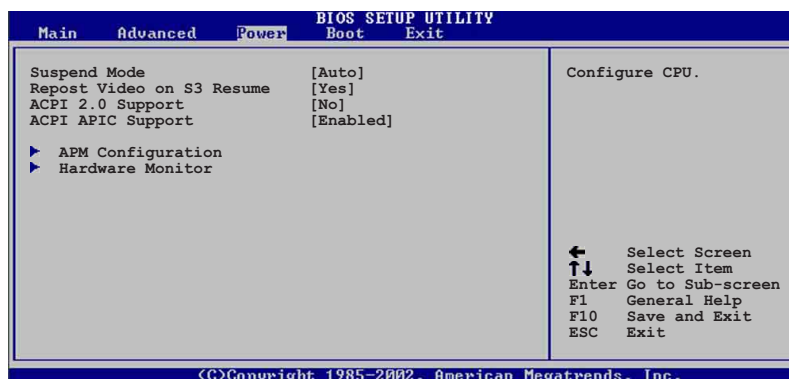 BIOS SETUP UTILITY
Main Advanced Power Boot Exit
Suspend Mode [Auto]
Repost Video on S3 Resume [Yes]
ACPI 2.0 Support [No]
ACPI APIC Support [Enabled]
APM Configuration
Hardware Monitor
Configure CPU.
Select Screen
Select Item
Enter Go to Sub-screen
F1 General Help
F10 Save and Exit
ESC Exit
(C)Copyright 1985-2002, American Megatrends, Inc.